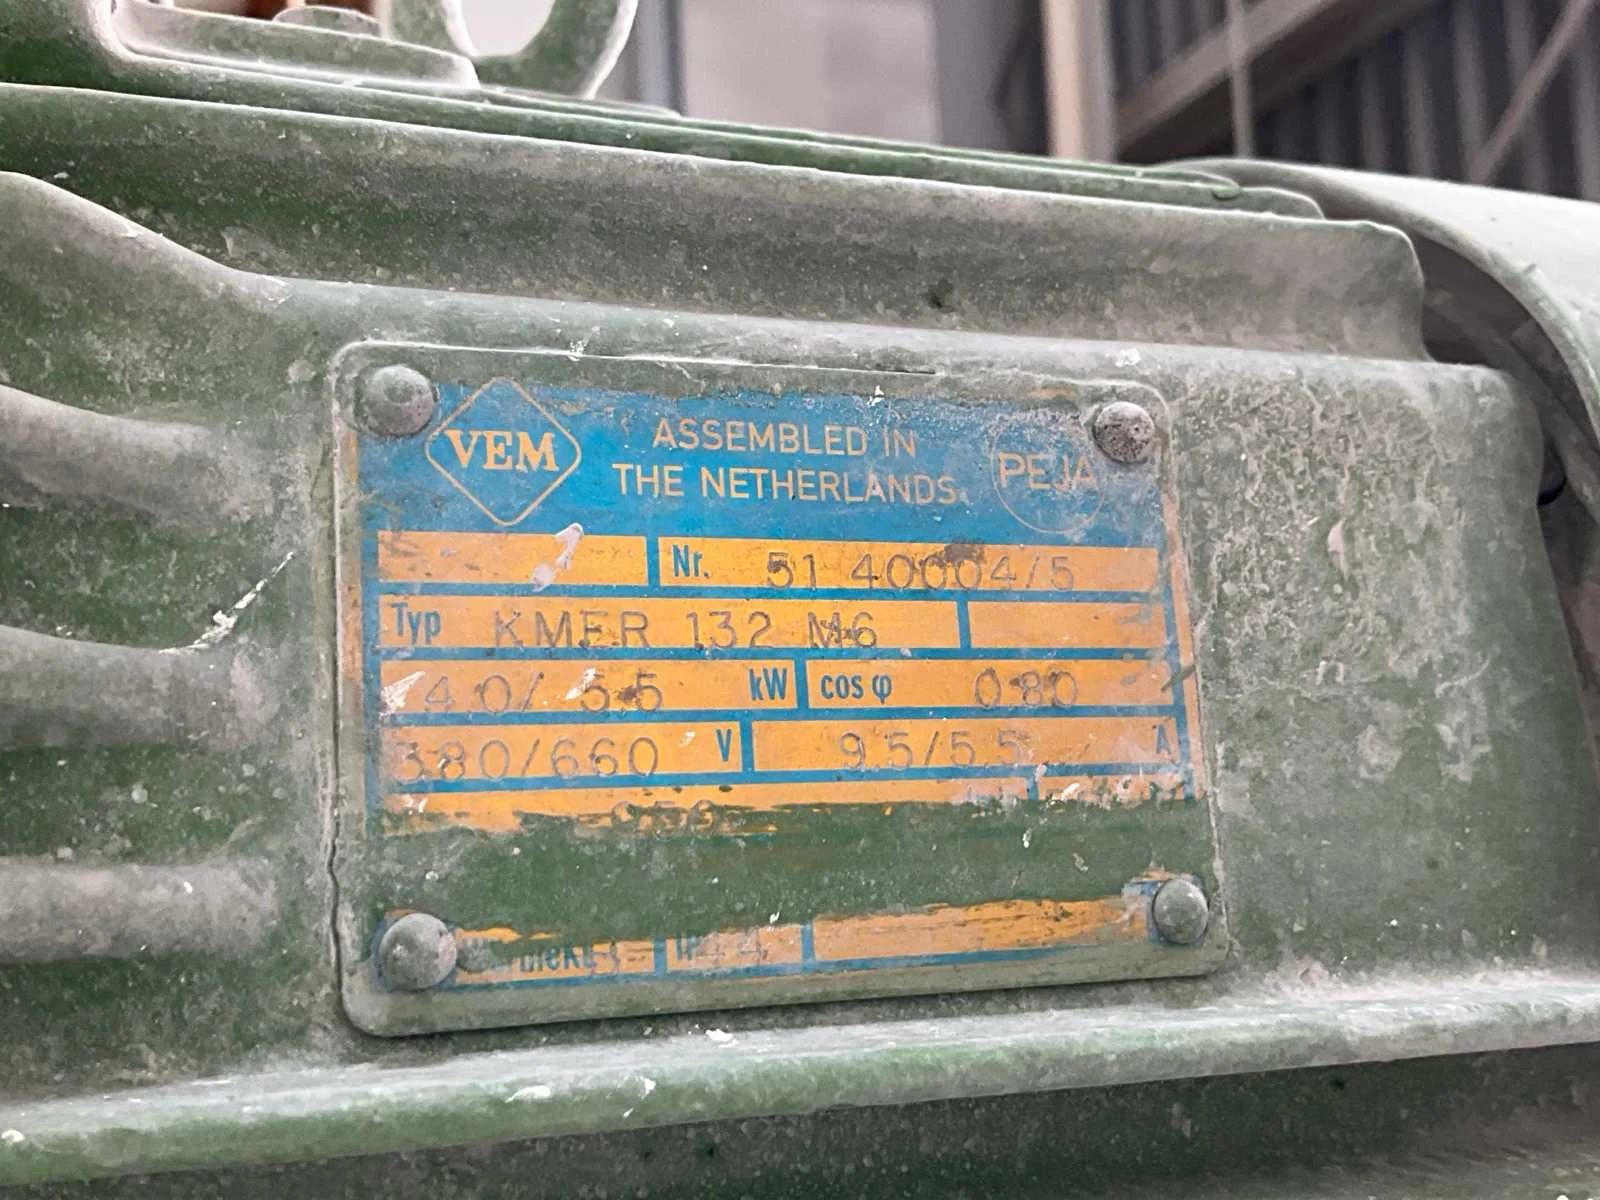 VEM
ASSEMBLED IN
THE NETHERLANDS
PEJA
Nr. 51 40004/5
Typ KMER 132 M6
4.0/ 5.5 kW cos φ 0.80
380/660 V 9.5/5.5 A
950
44